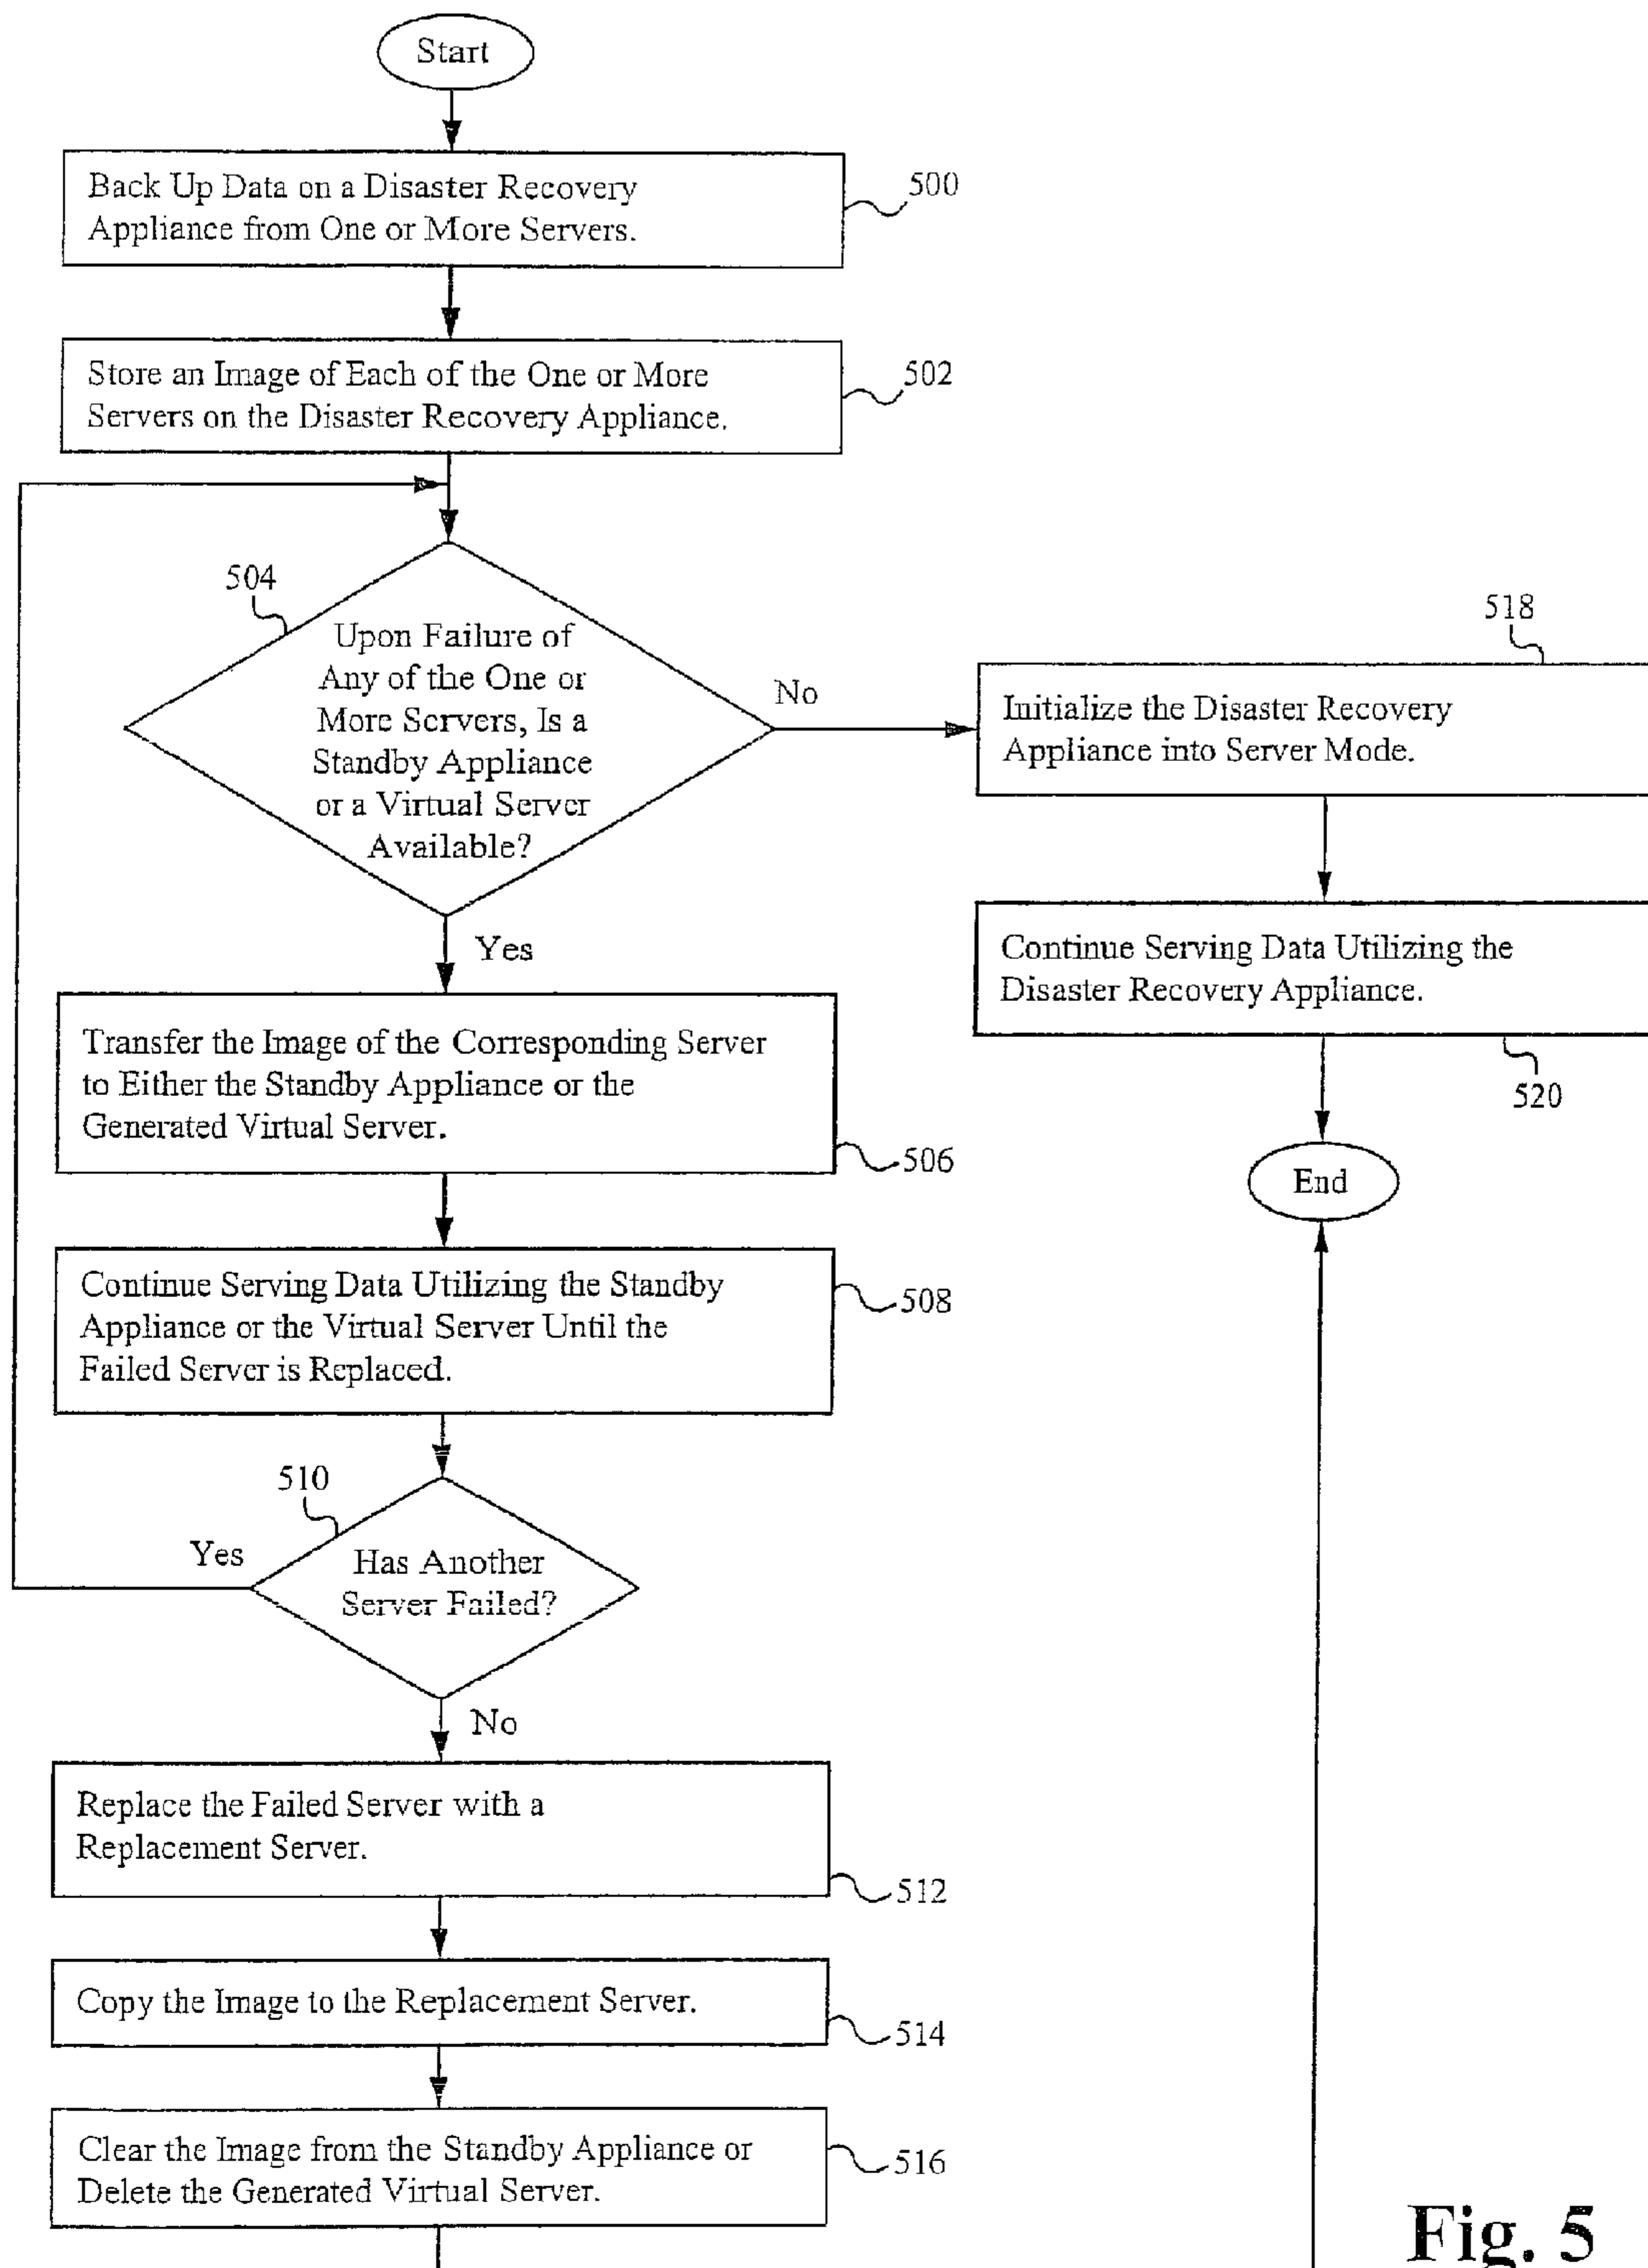 Start
Back Up Data on a Disaster Recovery
Appliance from One or More Servers.
500
Store an Image of Each of the One or More
Servers on the Disaster Recovery Appliance.
502
504
Upon Failure of
Any of the One or
More Servers, Is a
Standby Appliance
or a Virtual Server
Available?
No
Yes
518
Initialize the Disaster Recovery
Appliance into Server Mode.
Continue Serving Data Utilizing the
Disaster Recovery Appliance.
520
End
Transfer the Image of the Corresponding Server
to Either the Standby Appliance or the
Generated Virtual Server.
506
Continue Serving Data Utilizing the Standby
Appliance or the Virtual Server Until the
Failed Server is Replaced.
508
510
Yes
Has Another
Server Failed?
No
Replace the Failed Server with a
Replacement Server.
512
Copy the Image to the Replacement Server.
514
Clear the Image from the Standby Appliance or
Delete the Generated Virtual Server.
516
Fig. 5